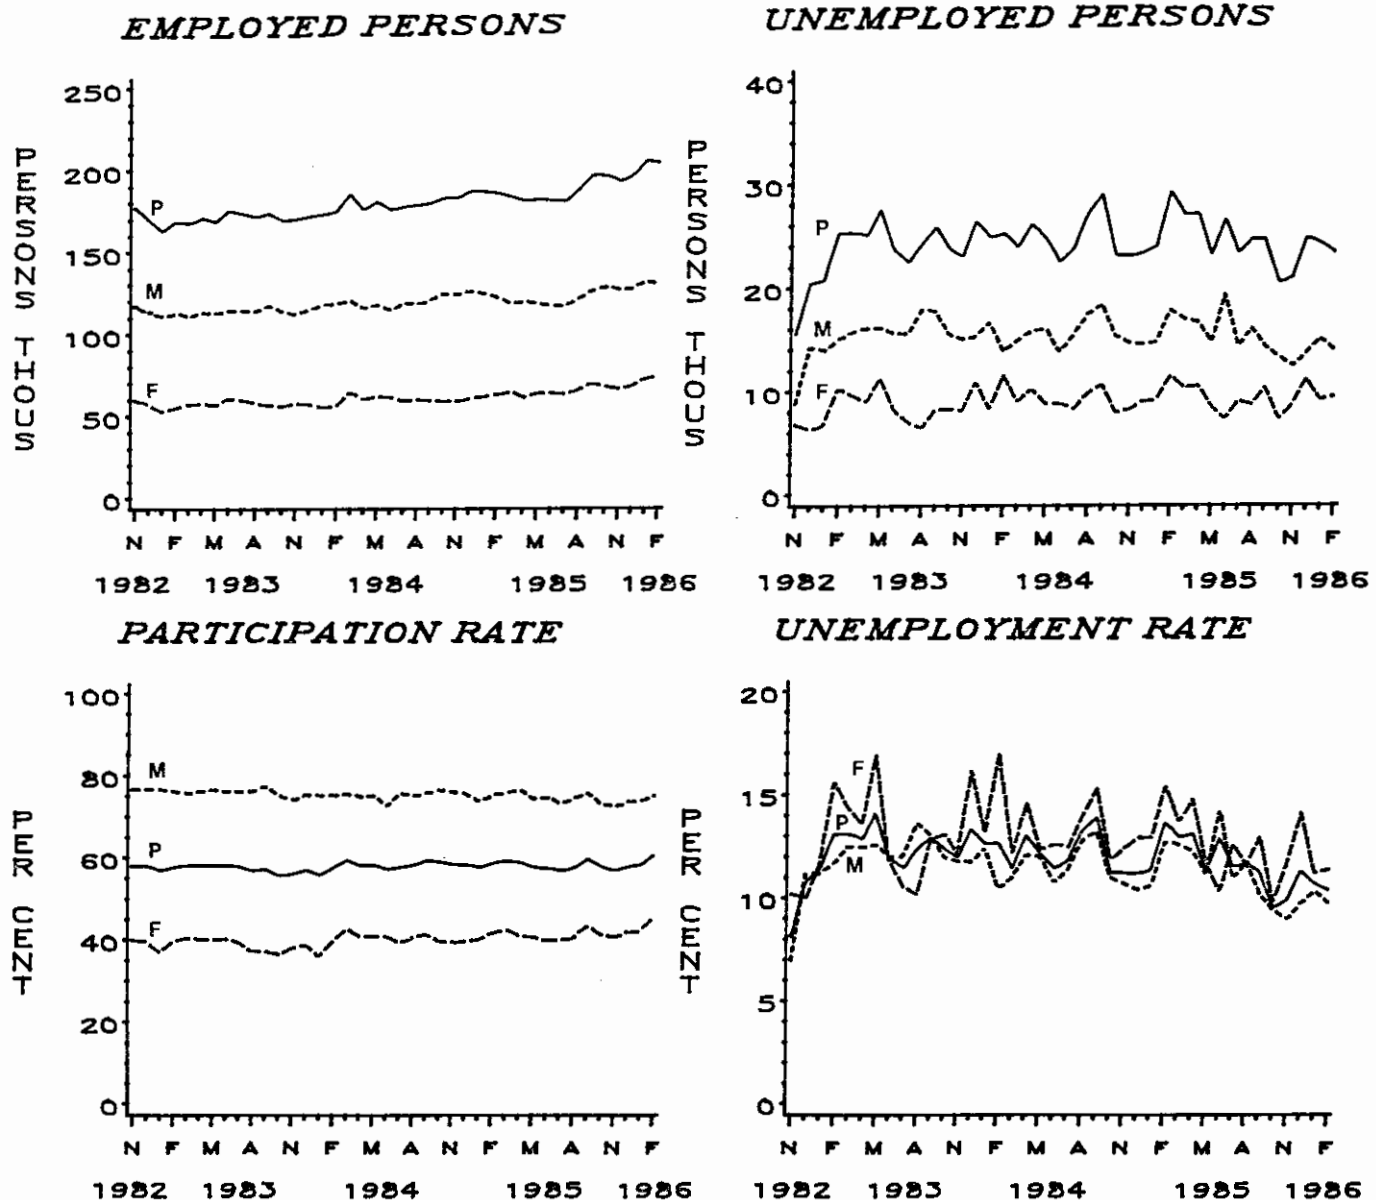 EMPLOYED PERSONS
250
200
150
100
50
0
PERSONS THOUS
P
M
F
N F M A N F M A N F M A N F
1982 1983 1984 1985 1986
UNEMPLOYED PERSONS
40
30
20
10
0
PERSONS THOUS
P
M
F
N F M A N F M A N F M A N F
1982 1983 1984 1985 1986
PARTICIPATION RATE
100
80
60
40
20
0
PER CENT
M
P
F
N F M A N F M A N F M A N F
1982 1983 1984 1985 1986
UNEMPLOYMENT RATE
20
15
10
5
0
PER CENT
F
P
M
N F M A N F M A N F M A N F
1982 1983 1984 1985 1986